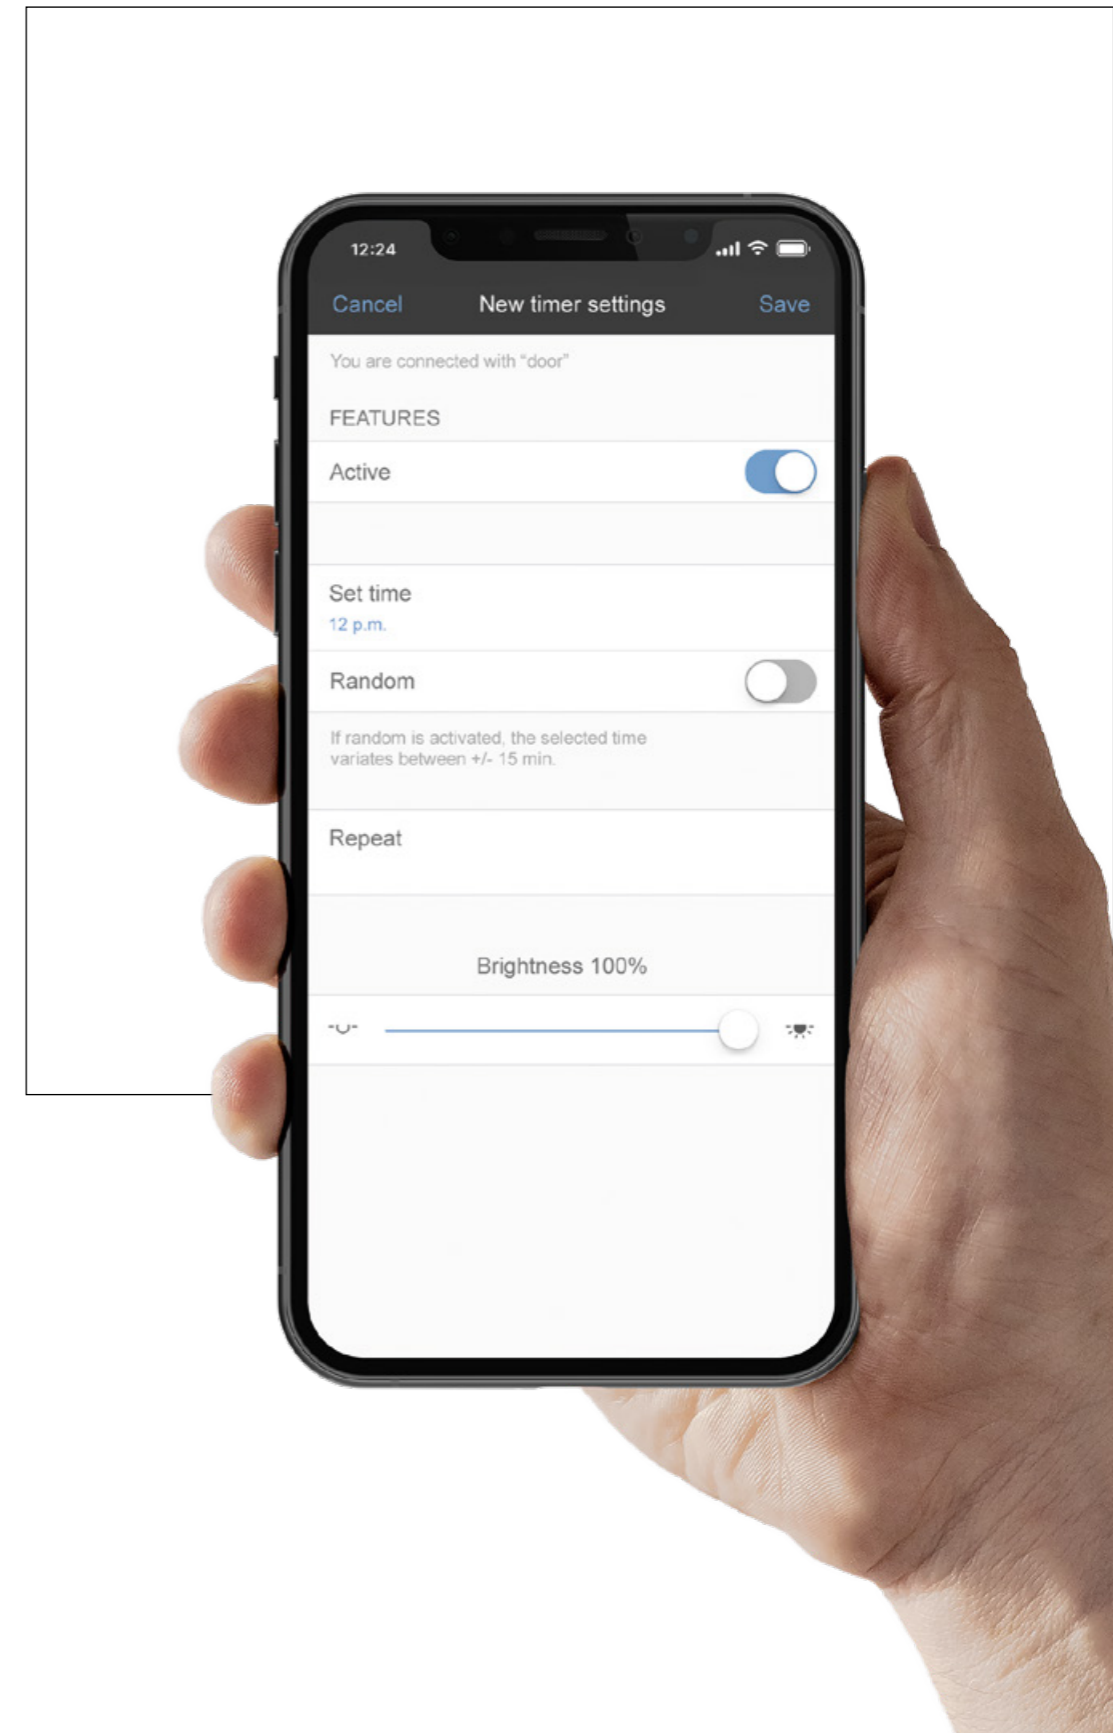 12:24
Cancel New timer settings Save
You are connected with “door”
FEATURES
Active
Set time
12 p.m.
Random
If random is activated, the selected time
variates between +/- 15 min.
Repeat
Brightness 100%